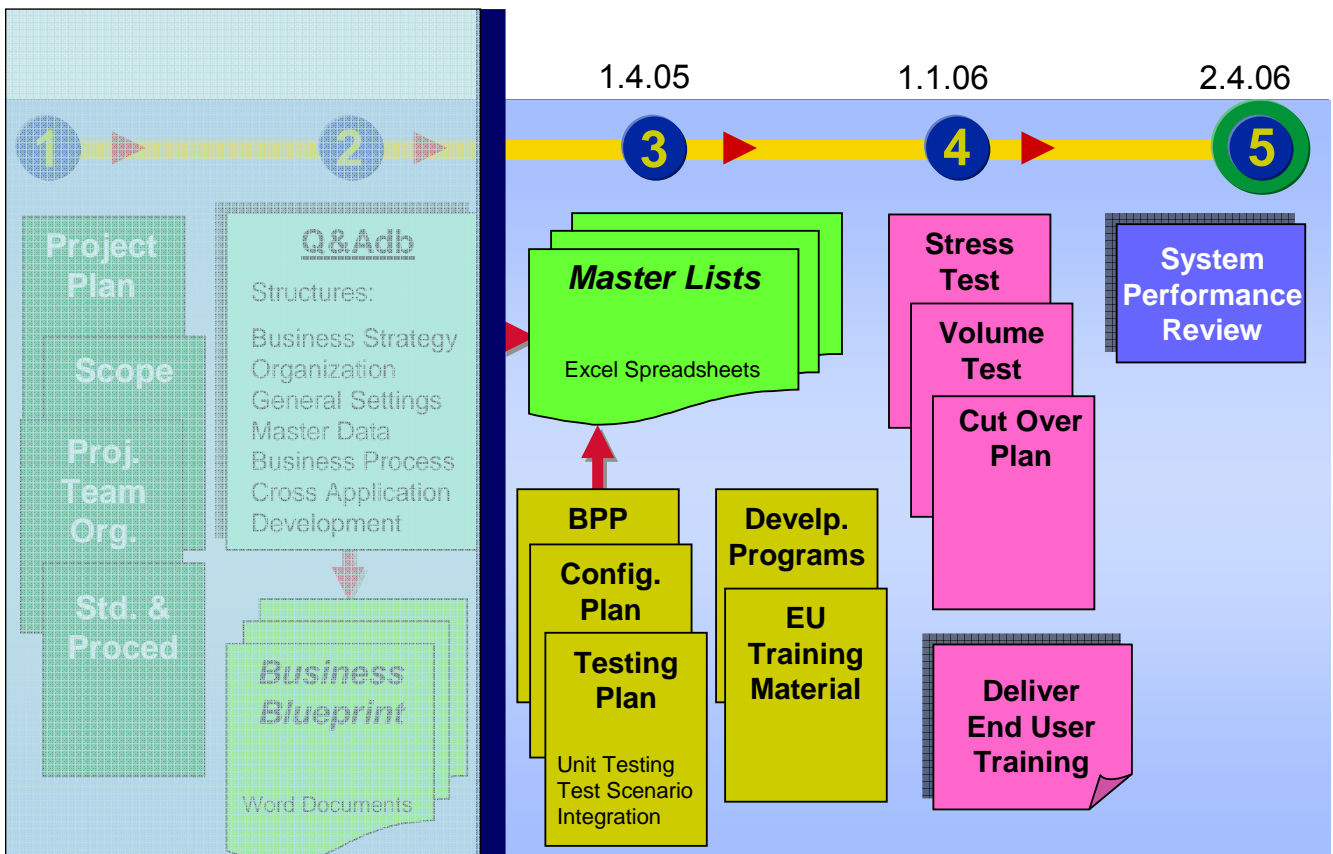 1.4.05
1.1.06
2.4.06
1
2
3
4
5
Project
Plan
Scope
Proj.
Team
Org.
Std. &
Proced
Q&Adb
Structures:
Business Strategy
Organization
General Settings
Master Data
Business Process
Cross Application
Development
Business
Blueprint
Word Documents
Master Lists
Excel Spreadsheets
BPP
Config.
Plan
Testing
Plan
Unit Testing
Test Scenario
Integration
Develp.
Programs
EU
Training
Material
Stress
Test
Volume
Test
Cut Over
Plan
Deliver
End User
Training
System
Performance
Review